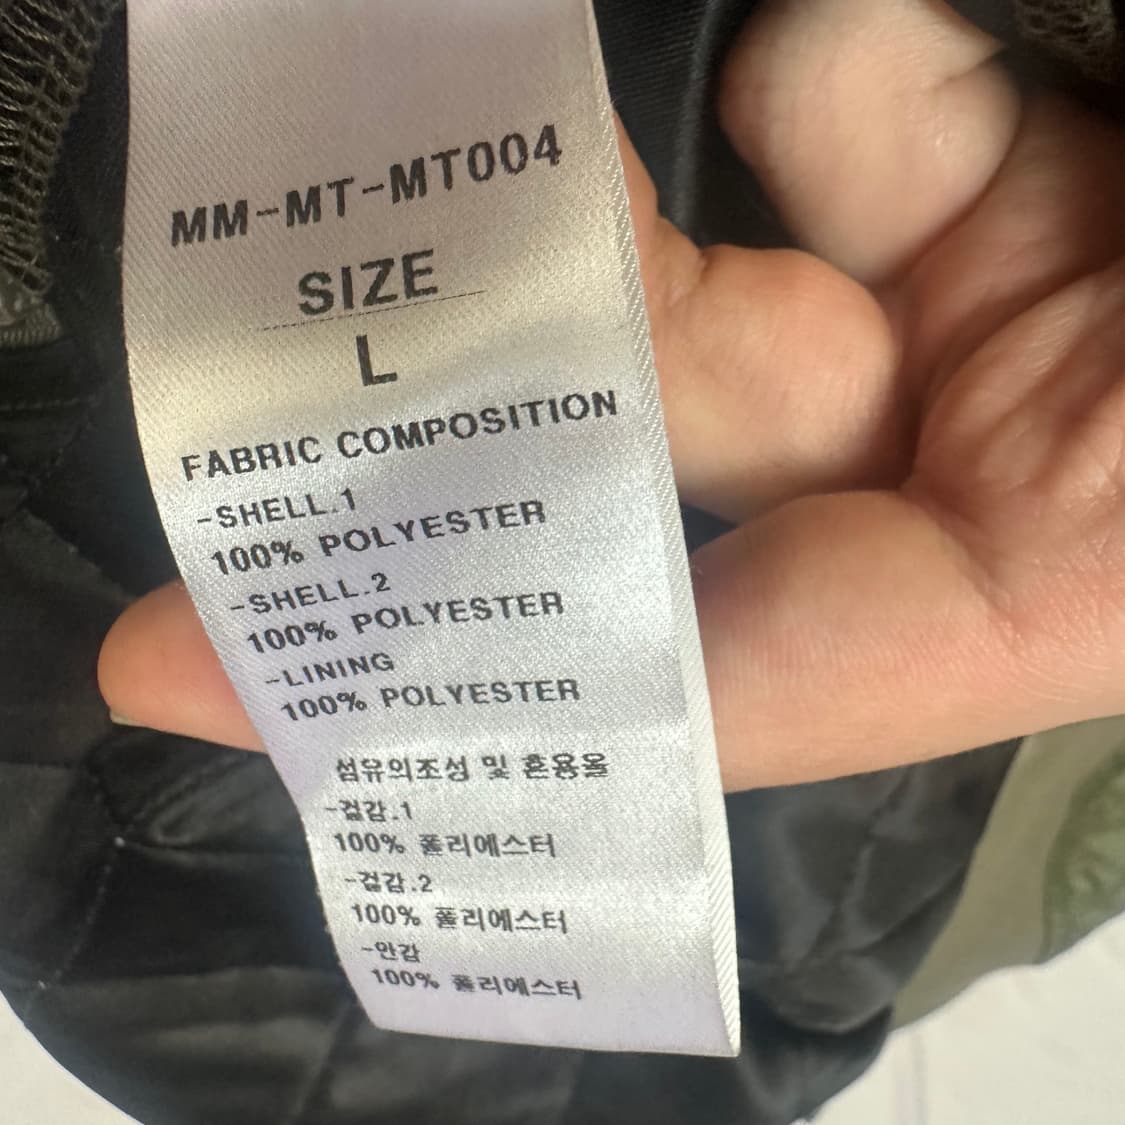 MM-MT-MT004
SIZE
L
FABRIC COMPOSITION
-SHELL.1
100% POLYESTER
-SHELL.2
100% POLYESTER
-LINING
100% POLYESTER
섬유의조성 및 혼용율
-겉감.1
100% 폴리에스터
-겉감.2
100% 폴리에스터
-안감
100% 폴리에스터